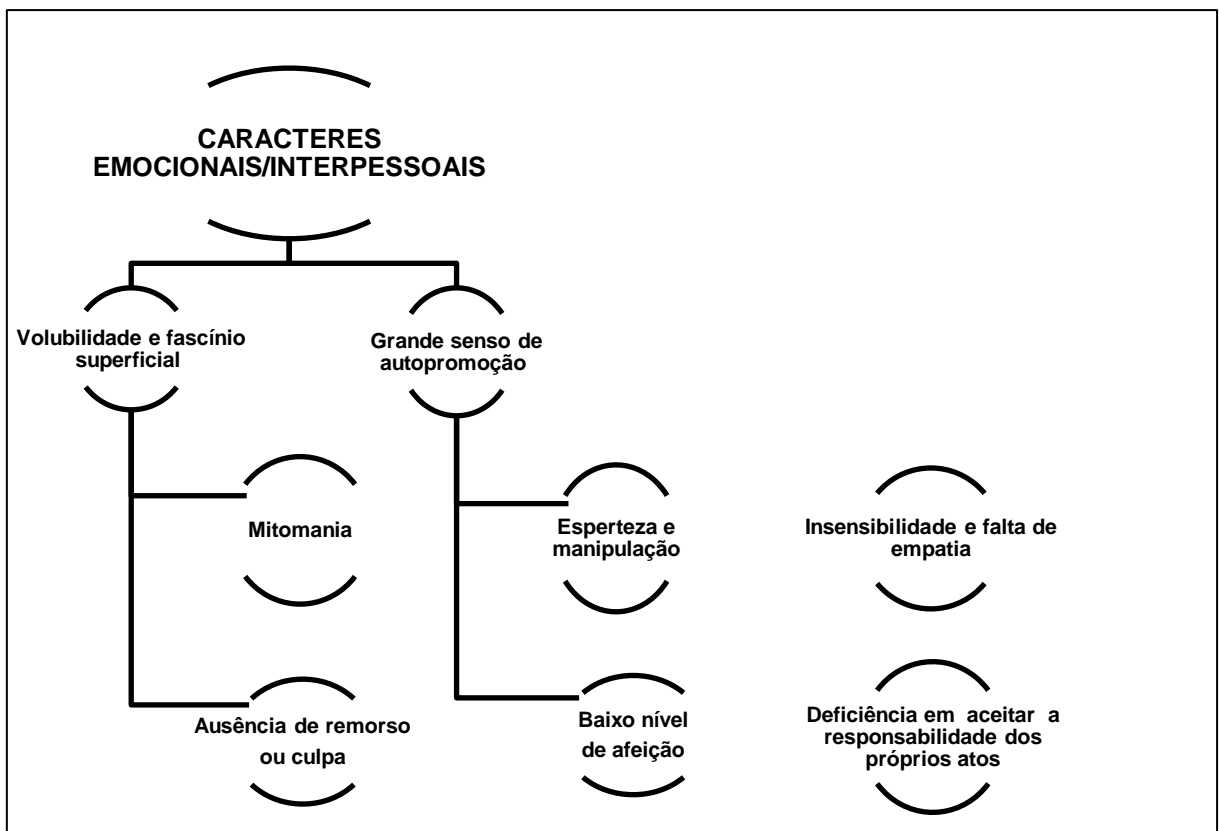 CARACTERES
EMOCIONAIS/INTERPESSOAIS
Volubilidade e fascínio
superficial
Grande senso de
autopromoção
Mitomania
Esperteza e
manipulação
Insensibilidade e falta de
empatia
Ausência de remorso
ou culpa
Baixo nível
de afeição
Deficiência em aceitar a
responsabilidade dos
próprios atos